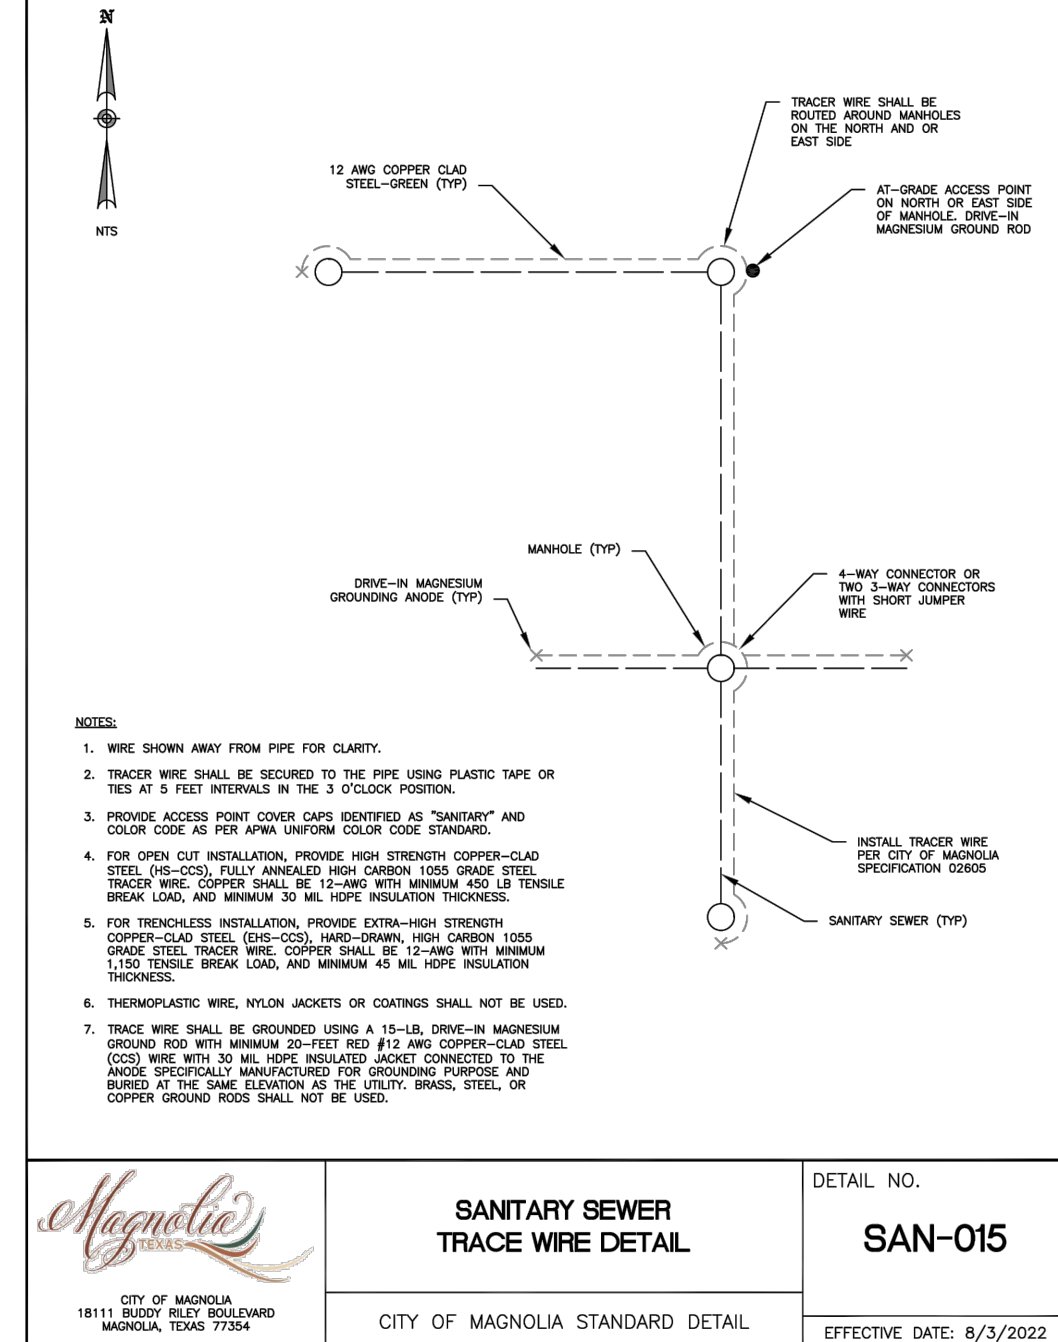 N
NTS
TRACER WIRE SHALL BE
ROUTED AROUND MANHOLES
ON THE NORTH AND OR
EAST SIDE
12 AWG COPPER CLAD
STEEL-GREEN (TYP)
AT-GRADE ACCESS POINT
ON NORTH OR EAST SIDE
OF MANHOLE. DRIVE-IN
MAGNESIUM GROUND ROD
MANHOLE (TYP)
DRIVE-IN MAGNESIUM
GROUNDING ANODE (TYP)
4-WAY CONNECTOR OR
TWO 3-WAY CONNECTORS
WITH SHORT JUMPER
WIRE
INSTALL TRACER WIRE
PER CITY OF MAGNOLIA
SPECIFICATION 02605
SANITARY SEWER (TYP)
NOTES:
1. WIRE SHOWN AWAY FROM PIPE FOR CLARITY.
2. TRACER WIRE SHALL BE SECURED TO THE PIPE USING PLASTIC TAPE OR
TIES AT 5 FEET INTERVALS IN THE 3 O'CLOCK POSITION.
3. PROVIDE ACCESS POINT COVER CAPS IDENTIFIED AS "SANITARY" AND
COLOR CODE AS PER APWA UNIFORM COLOR CODE STANDARD.
4. FOR OPEN CUT INSTALLATION, PROVIDE HIGH STRENGTH COPPER-CLAD
STEEL (HS-CCS), FULLY ANNEALED HIGH CARBON 1055 GRADE STEEL
TRACER WIRE. COPPER SHALL BE 12-AWG WITH MINIMUM 450 LB TENSILE
BREAK LOAD, AND MINIMUM 30 MIL HDPE INSULATION THICKNESS.
5. FOR TRENCHLESS INSTALLATION, PROVIDE EXTRA-HIGH STRENGTH
COPPER-CLAD STEEL (EHS-CCS), HARD-DRAWN, HIGH CARBON 1055
GRADE STEEL TRACER WIRE. COPPER SHALL BE 12-AWG WITH MINIMUM
1,150 TENSILE BREAK LOAD, AND MINIMUM 45 MIL HDPE INSULATION
THICKNESS.
6. THERMOPLASTIC WIRE, NYLON JACKETS OR COATINGS SHALL NOT BE USED.
7. TRACE WIRE SHALL BE GROUNDED USING A 15-LB, DRIVE-IN MAGNESIUM
GROUND ROD WITH MINIMUM 20-FEET RED #12 AWG COPPER-CLAD STEEL
(CCS) WIRE WITH 30 MIL HDPE INSULATED JACKET CONNECTED TO THE
ANODE SPECIFICALLY MANUFACTURED FOR GROUNDING PURPOSE AND
BURIED AT THE SAME ELEVATION AS THE UTILITY. BRASS, STEEL, OR
COPPER GROUND RODS SHALL NOT BE USED.
Magnolia
TEXAS
CITY OF MAGNOLIA
18111 BUDDY RILEY BOULEVARD
MAGNOLIA, TEXAS 77354
SANITARY SEWER
TRACE WIRE DETAIL
CITY OF MAGNOLIA STANDARD DETAIL
DETAIL NO.
SAN-015
EFFECTIVE DATE: 8/3/2022